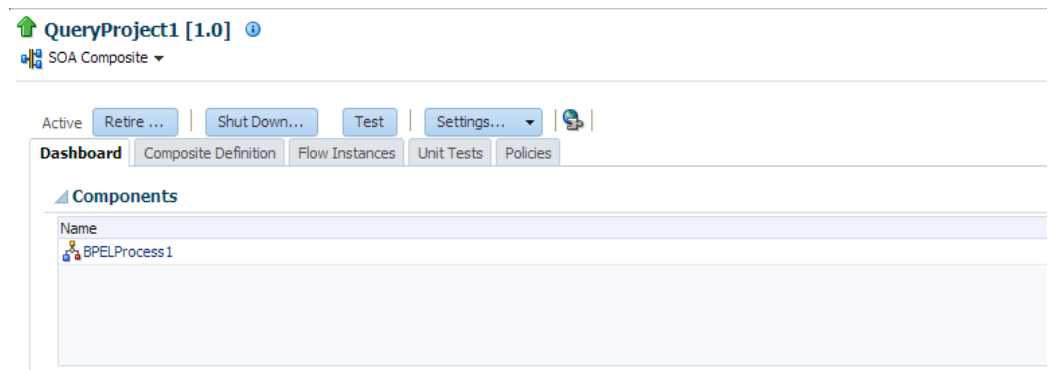 QueryProject1 [1.0]
SOA Composite
Active Retire ... Shut Down... Test Settings...
Dashboard Composite Definition Flow Instances Unit Tests Policies
Components
Name
BPELProcess1